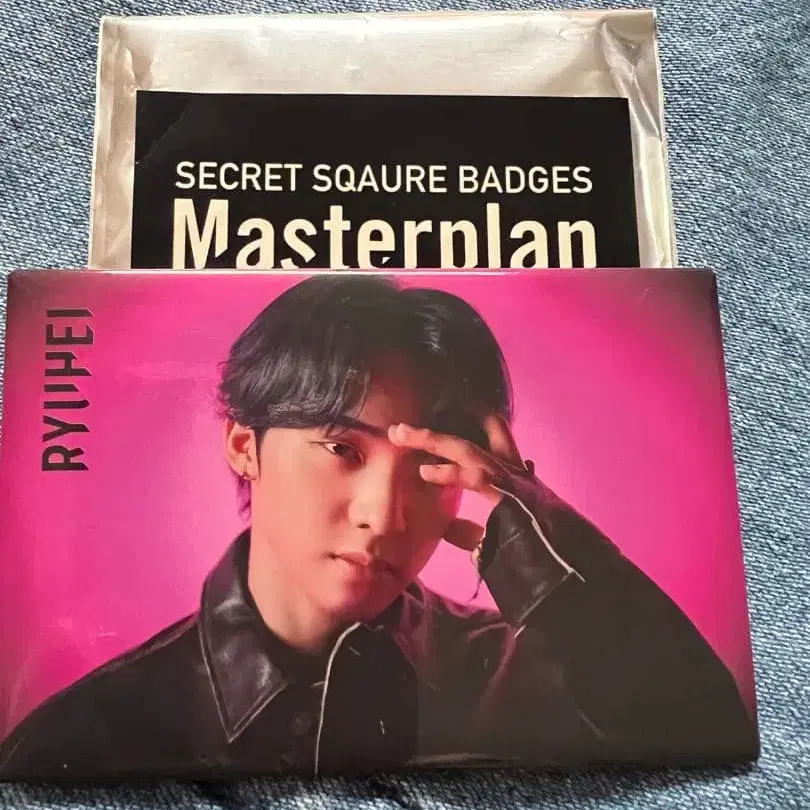 SECRET SQAURE BADGES
Masterplan
RYUHEI